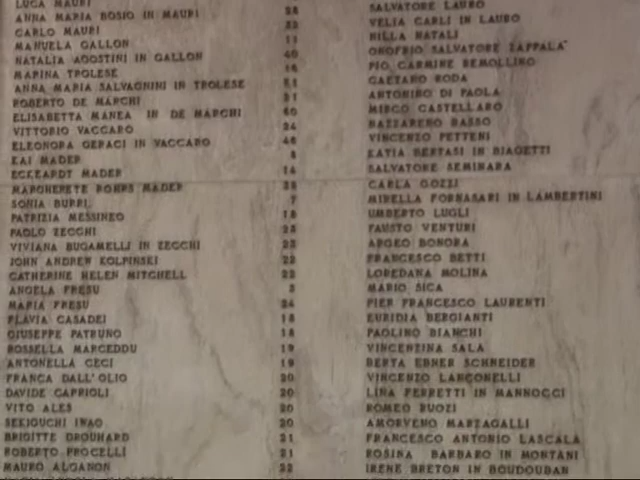 LUCA MAURI
ANNA MARIA BOSIO IN MAURI 28
CARLO MAURI 32
MANUELA GALLON 11
NATALIA AGOSTINI IN GALLON 40
MARINA TROLESE 16
ANNA MARIA SALVAGNINI IN TROLESE 51
ROBERTO DE MARCHI 21
ELISABETTA MANEA IN DE MARCHI 60
VITTORIO VACCARO 24
ELEONORA GERACI IN VACCARO 46
KAI MADER 8
ECKHARDT MADER 14
MARGHERETE ROHRS MADER 39
SONIA BURRI 7
PATRIZIA MESSINEO 18
PAOLO ZECCHI 23
VIVIANA BUGAMELLI IN ZECCHI 23
JOHN ANDREW KOLPINSKI 22
CATHERINE HELEN MITCHELL 22
ANGELA FRESU 3
MARIA FRESU 24
FLAVIA CASADEI 18
GIUSEPPE PATRUNO 18
ROSSELLA MARCEDDU 19
ANTONELLA CECI 19
FRANCA DALL'OLIO 20
DAVIDE CAPRIOLI 20
VITO ALES 20
SEKIGUCHI IWAO 20
BRIGITTE DROUHARD 21
ROBERTO PROCELLI 21
MAURO ALGANON 22
SALVATORE LAURO
VELIA CARLI IN LAURO
NILLA NATALI
ONOFRIO SALVATORE ZAPPALA'
PIO CARMINE REMOLLINO
GAETANO RODA
ANTONINO DI PAOLA
MIRCO CASTELLARO
NAZZARENO BASSO
VINCENZO PETTENI
KATIA BERTASI IN BIAGETTI
SALVATORE SEMINARA
CARLA GOZZI
MIRELLA FORNASARI IN LAMBERTINI
UMBERTO LUGLI
FAUSTO VENTURI
ARGEO BONORA
FRANCESCO BETTI
LOREDANA MOLINA
MARIO SICA
PIER FRANCESCO LAURENTI
EURIDIA BERGIANTI
PAOLINO BIANCHI
VINCENZINA SALA
BERTA EBNER SCHNEIDER
VINCENZO LANCONELLI
LINA FERRETTI IN MANNOCCI
ROMEO RUOZI
AMORVENO MARZAGALLI
FRANCESCO ANTONIO LASCALA
ROSINA BARBARO IN MONTANI
IRENE BRETON IN BOUDOUBAN